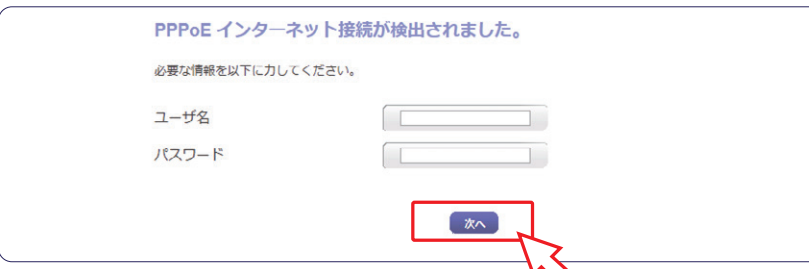 PPPoE インターネット接続が検出されました。
必要な情報を以下に力してください。
ユーザ名
パスワード
次へ